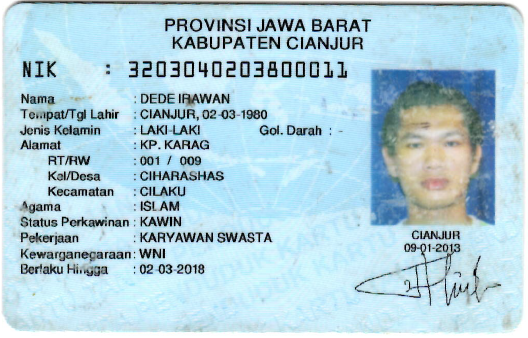 PROVINSI JAWA BARAT
KABUPATEN CIANJUR
NIK : 3203040203800011
Nama : DEDE IRAWAN
Tempat/Tgl Lahir : CIANJUR, 02-03-1980
Jenis Kelamin : LAKI-LAKI Gol. Darah : -
Alamat : KP. KARAG
RT/RW : 001 / 009
Kel/Desa : CIHARASHAS
Kecamatan : CILAKU
Agama : ISLAM
Status Perkawinan : KAWIN
Pekerjaan : KARYAWAN SWASTA
Kewarganegaraan : WNI
Berlaku Hingga : 02-03-2018
CIANJUR
09-01-2013